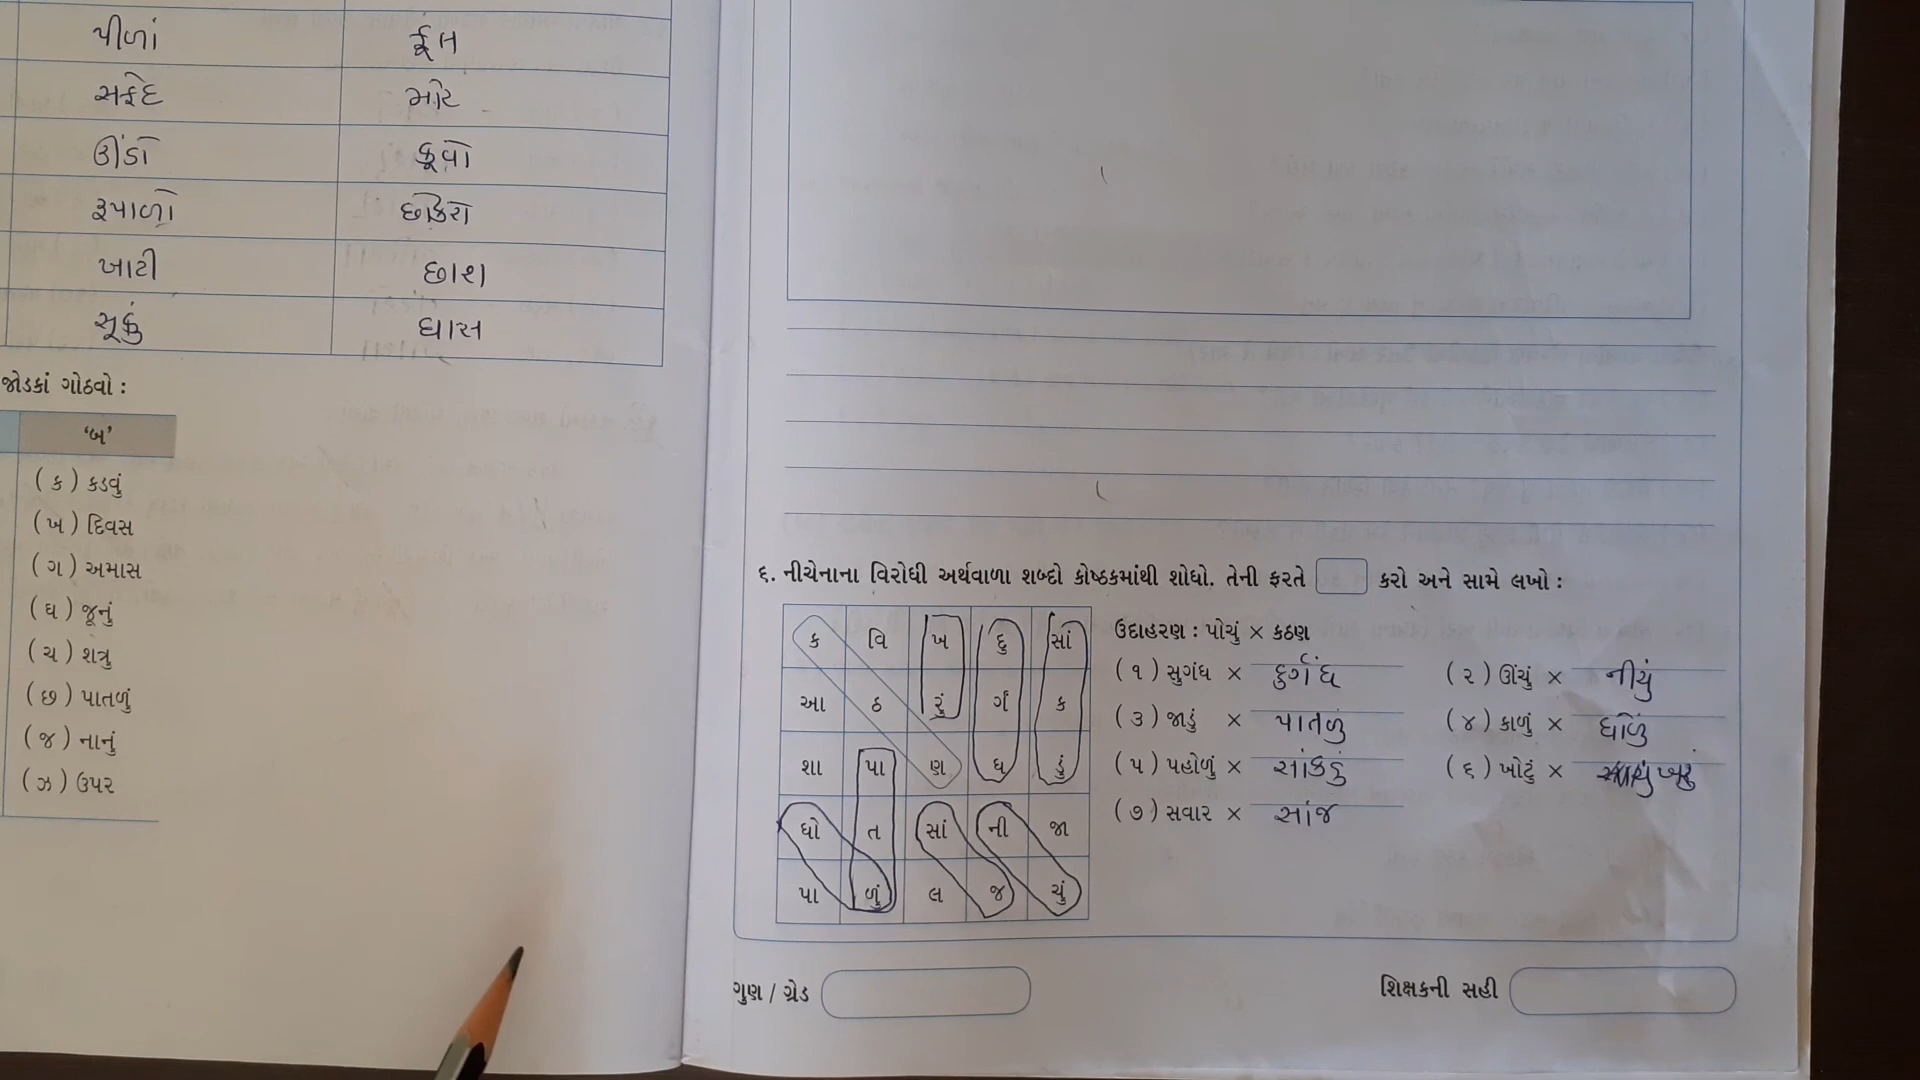 પીળાં ફૂલ
સફેદ
ઊંડો કૂવો
રૂપાળો છોકરો
ખાટી છાશ
સૂકું ઘાસ
જોડકાં ગોઠવો :
‘બ’
(ક) કડવું
(ખ) દિવસ
(ગ) અમાસ
(ઘ) જૂનું
(ચ) શત્રુ
(છ) પાતળું
(જ) નાનું
(ઝ) ઉપર
૬. નીચેનાના વિરોધી અર્થવાળા શબ્દો કોષ્ઠકમાંથી શોધો. તેની ફરતે કરો અને સામે લખો :
ક વિ ખ દુ સાં
આ ઠ રું ર્ગં ક
શા પા ણ ધ ડું
ધો ત સાં ની જા
પા ળું લ જ ચું
ઉદાહરણ : પોચું × કઠણ
(૧) સુગંધ × દુર્ગંધ (૨) ઊંચું × નીચું
(૩) જાડું × પાતળું (૪) કાળું × ધોળું
(૫) પહોળું × સાંકડું (૬) ખોટું × ખરું
(૭) સવાર × સાંજ
ગુણ / ગ્રેડ શિક્ષકની સહી